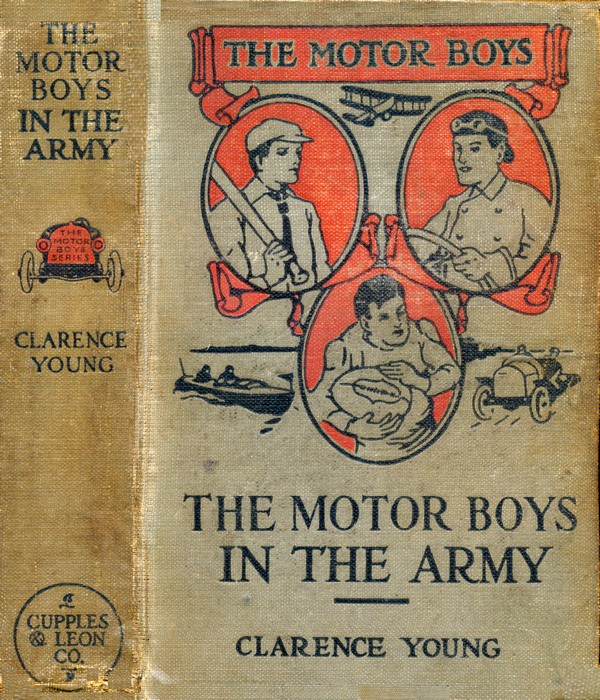 THE
MOTOR
BOYS
IN THE
ARMY
THE
MOTOR
BOYS
SERIES
CLARENCE
YOUNG
CUPPLES
& LEON
CO.
THE MOTOR BOYS
THE MOTOR BOYS
IN THE ARMY
CLARENCE YOUNG